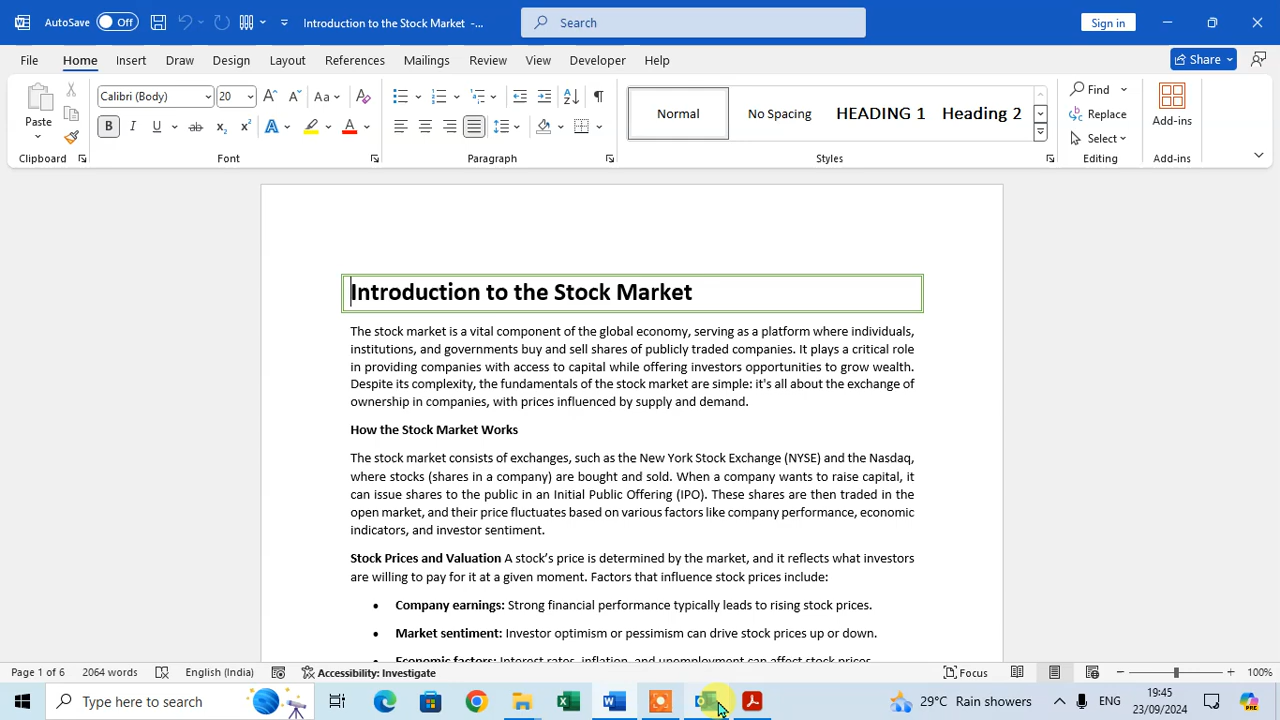 AutoSave Off Introduction to the Stock Market -... Search Sign in
File Home Insert Draw Design Layout References Mailings Review View Developer Help Share
Paste Calibri (Body) 20 Find
HEADING 1 Heading 2 Normal No Spacing Replace
Select Add-ins
Clipboard Font Paragraph Styles Editing Add-ins
Introduction to the Stock Market
The stock market is a vital component of the global economy, serving as a platform where individuals,
institutions, and governments buy and sell shares of publicly traded companies. It plays a critical role
in providing companies with access to capital while offering investors opportunities to grow wealth.
Despite its complexity, the fundamentals of the stock market are simple: it's all about the exchange of
ownership in companies, with prices influenced by supply and demand.
How the Stock Market Works
The stock market consists of exchanges, such as the New York Stock Exchange (NYSE) and the Nasdaq,
where stocks (shares in a company) are bought and sold. When a company wants to raise capital, it
can issue shares to the public in an Initial Public Offering (IPO). These shares are then traded in the
open market, and their price fluctuates based on various factors like company performance, economic
indicators, and investor sentiment.
Stock Prices and Valuation A stock’s price is determined by the market, and it reflects what investors
are willing to pay for it at a given moment. Factors that influence stock prices include:
• Company earnings: Strong financial performance typically leads to rising stock prices.
• Market sentiment: Investor optimism or pessimism can drive stock prices up or down.
• Economic factors: Interest rates, inflation, and unemployment can affect stock prices.
Page 1 of 6 2064 words English (India) Accessibility: Investigate Focus 100%
Type here to search 29°C Rain showers ENG 19:45
23/09/2024